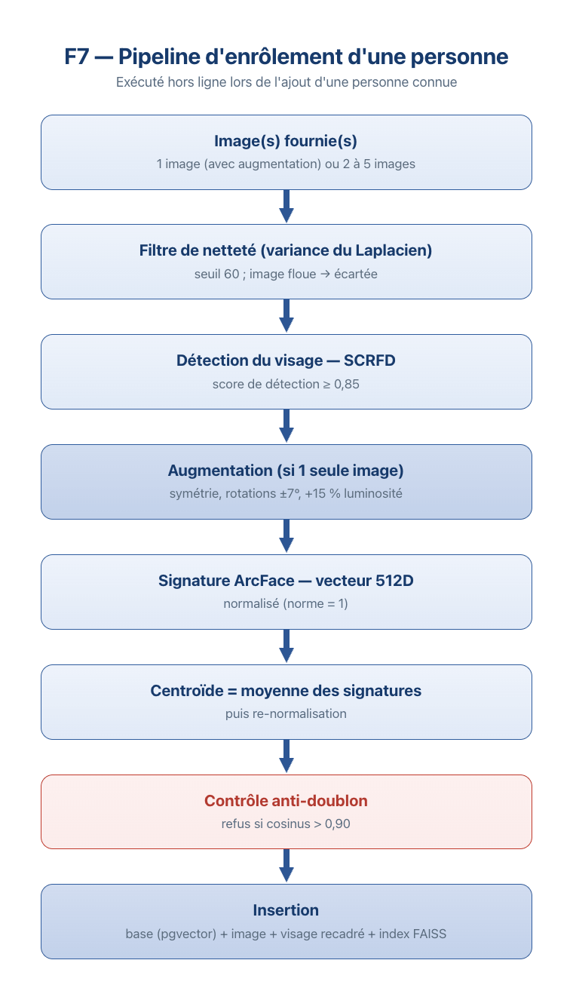 F7 — Pipeline d'enrôlement d'une personne
Exécuté hors ligne lors de l'ajout d'une personne connue
Image(s) fournie(s)
1 image (avec augmentation) ou 2 à 5 images
Filtre de netteté (variance du Laplacien)
seuil 60 ; image floue → écartée
Détection du visage — SCRFD
score de détection ≥ 0,85
Augmentation (si 1 seule image)
symétrie, rotations ±7°, +15 % luminosité
Signature ArcFace — vecteur 512D
normalisé (norme = 1)
Centroïde = moyenne des signatures
puis re-normalisation
Contrôle anti-doublon
refus si cosinus > 0,90
Insertion
base (pgvector) + image + visage recadré + index FAISS